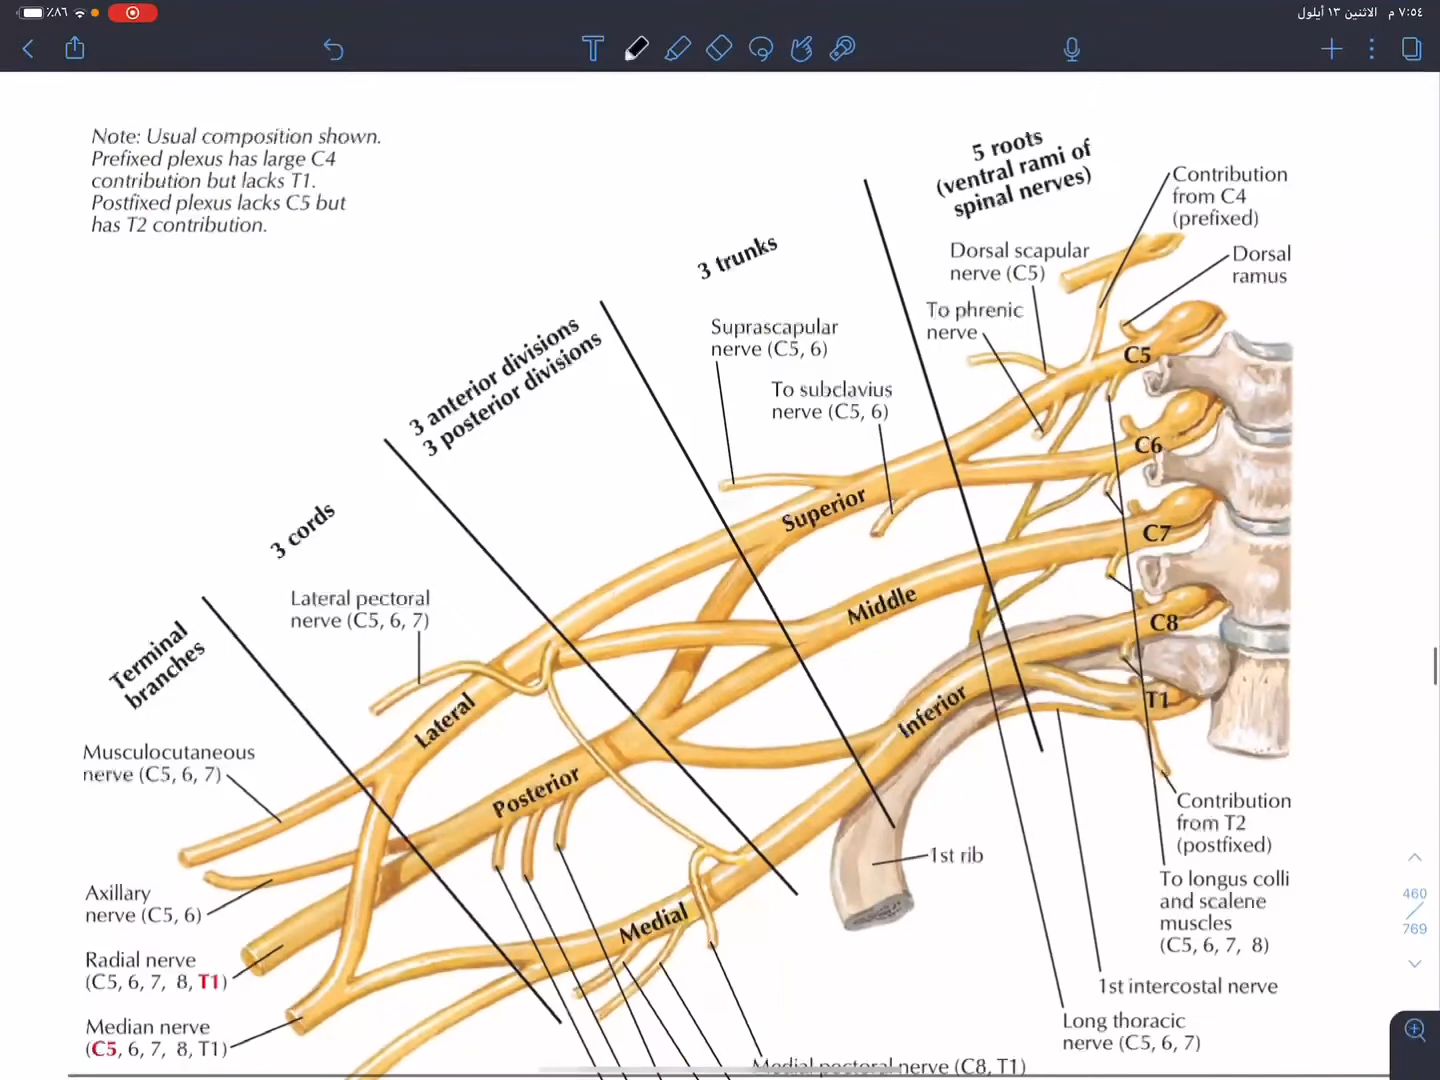 ٪٨٦
٧:٥٤ م الاثنين ١٣ أيلول
Note: Usual composition shown.
Prefixed plexus has large C4
contribution but lacks T1.
Postfixed plexus lacks C5 but
has T2 contribution.
5 roots
(ventral rami of
spinal nerves)
Contribution
from C4
(prefixed)
Dorsal
ramus
Dorsal scapular
nerve (C5)
To phrenic
nerve
3 trunks
Suprascapular
nerve (C5, 6)
To subclavius
nerve (C5, 6)
3 anterior divisions
3 posterior divisions
3 cords
Lateral pectoral
nerve (C5, 6, 7)
Terminal
branches
C5
C6
C7
C8
T1
Superior
Middle
Inferior
Lateral
Posterior
Medial
Musculocutaneous
nerve (C5, 6, 7)
Axillary
nerve (C5, 6)
Radial nerve
(C5, 6, 7, 8, T1)
Median nerve
(C5, 6, 7, 8, T1)
1st rib
Contribution
from T2
(postfixed)
To longus colli
and scalene
muscles
(C5, 6, 7, 8)
1st intercostal nerve
Long thoracic
nerve (C5, 6, 7)
Medial pectoral nerve (C8, T1)
460
769